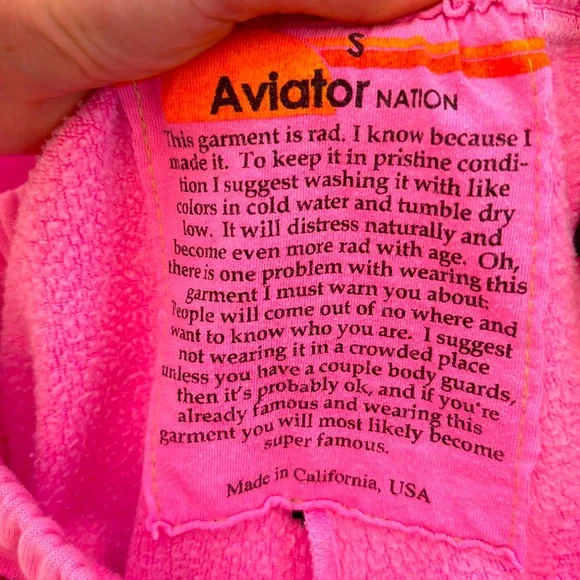 S
Aviator NATION
This garment is rad. I know because I
made it. To keep it in pristine condi-
tion I suggest washing it with like
colors in cold water and tumble dry
low. It will distress naturally and
become even more rad with age. Oh,
there is one problem with wearing this
garment I must warn you about:
People will come out of no where and
want to know who you are. I suggest
not wearing it in a crowded place
unless you have a couple body guards,
then it's probably ok, and if you're
already famous and wearing this
garment you will most likely become
super famous.
Made in California, USA